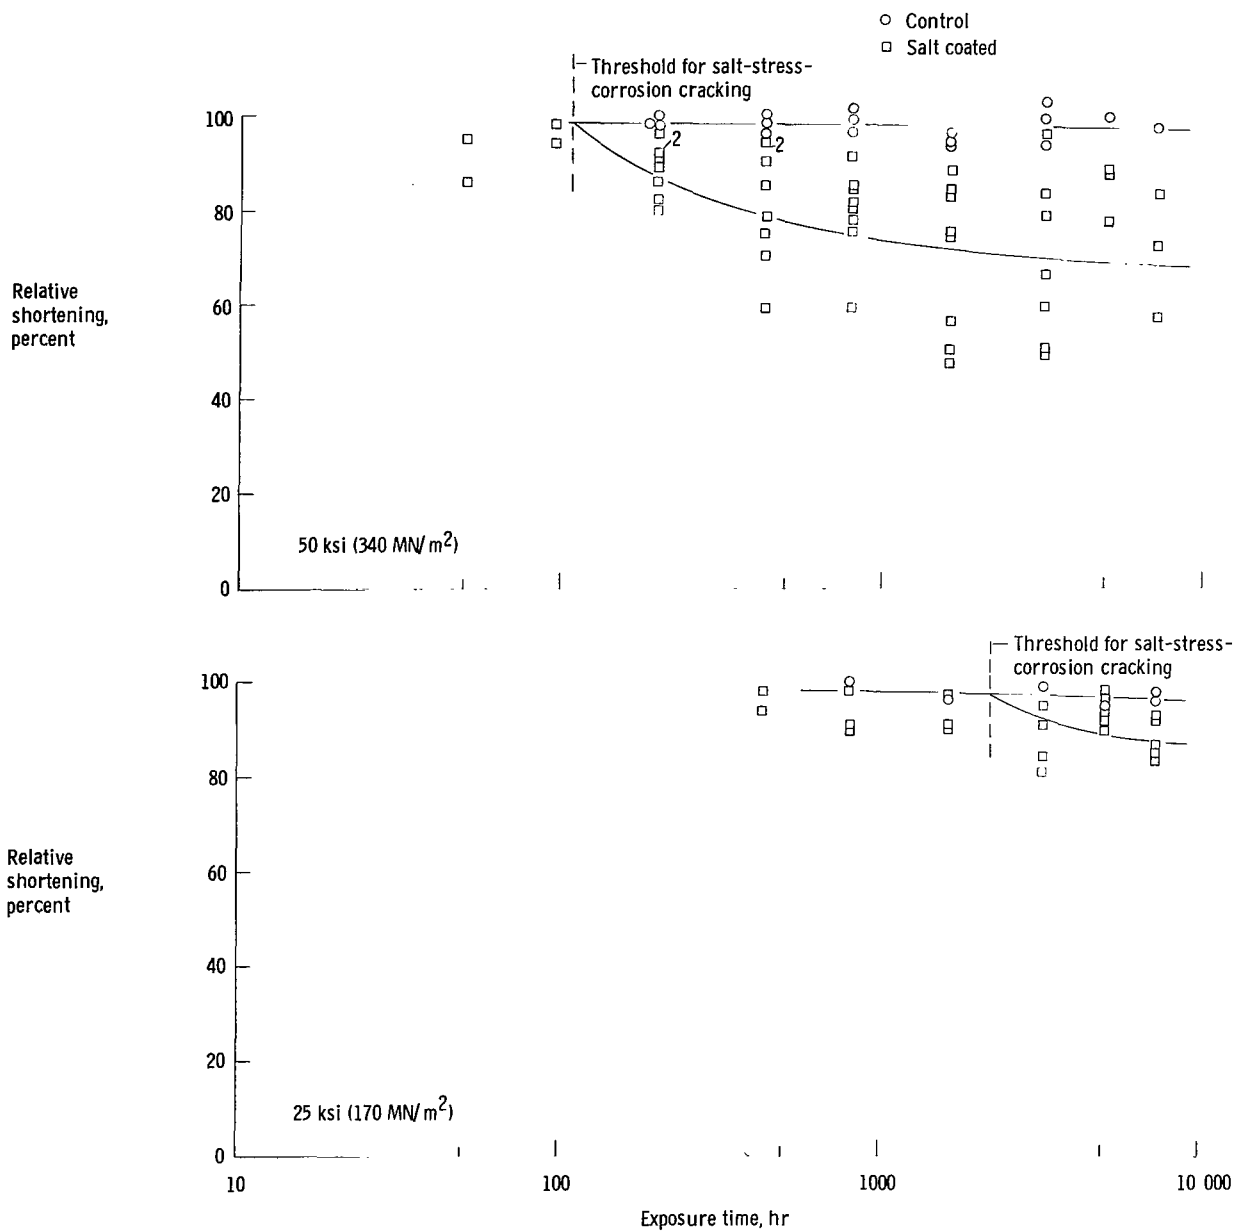 Control
Salt coated
Threshold for salt-stress-
corrosion cracking
100
80
60
40
20
0
2
2
Relative
shortening,
percent
50 ksi (340 MN/m²)
Threshold for salt-stress-
corrosion cracking
100
80
60
40
20
0
Relative
shortening,
percent
25 ksi (170 MN/m²)
10
100
1000
10 000
Exposure time, hr